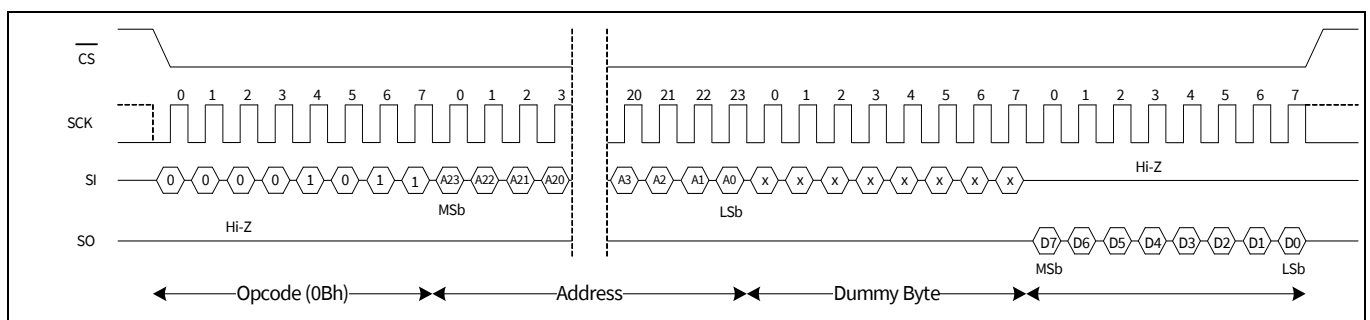 CS
0 1 2 3 4 5 6 7 0 1 2 3 20 21 22 23 0 1 2 3 4 5 6 7 0 1 2 3 4 5 6 7
SCK
Hi-Z
SI 0 0 0 0 1 0 1 1 A23 A22 A21 A20 A3 A2 A1 A0 x x x x x x x x
MSb LSb
Hi-Z
SO D7 D6 D5 D4 D3 D2 D1 D0
MSb LSb
Opcode (0Bh) Address Dummy Byte